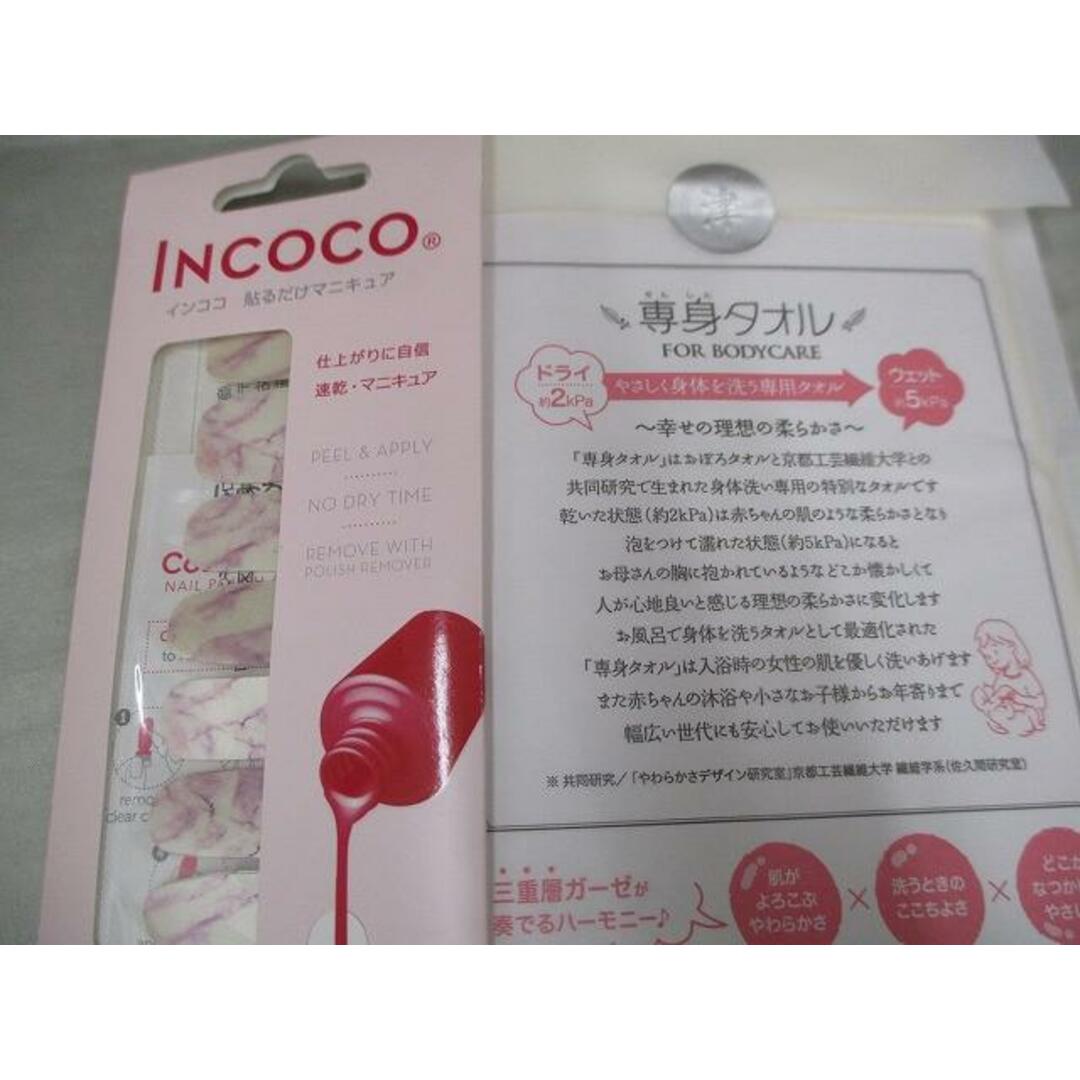 INCOCO®
インココ 貼るだけマニキュア
仕上がりに自信
速乾・マニキュア
PEEL & APPLY
NO DRY TIME
REMOVE WITH
POLISH REMOVER
NAIL
to
remo
clear c
せんしん
専身タオル
FOR BODYCARE
ドライ
約2kPa
やさしく身体を洗う専用タオル
ウェット
約5kPa
〜幸せの理想の柔らかさ〜
「専身タオル」はおぼろタオルと京都工芸繊維大学との
共同研究で生まれた身体洗い専用の特別なタオルです
乾いた状態(約2kPa)は赤ちゃんの肌のような柔らかさとなり
泡をつけて濡れた状態(約5kPa)になると
お母さんの胸に抱かれているようなどこか懐かしくて
人が心地良いと感じる理想の柔らかさに変化します
お風呂で身体を洗うタオルとして最適化された
「専身タオル」は入浴時の女性の肌を優しく洗いあげます
また赤ちゃんの沐浴や小さなお子様からお年寄りまで
幅広い世代にも安心してお使いいただけます
※共同研究/「やわらかさデザイン研究室」京都工芸繊維大学 繊維学系(佐久間研究室)
三重層ガーゼが
奏でるハーモニー♪
肌が
よろこぶ
やわらかさ
×
洗うときの
ここちよさ
×
どこか
なつか
やさし